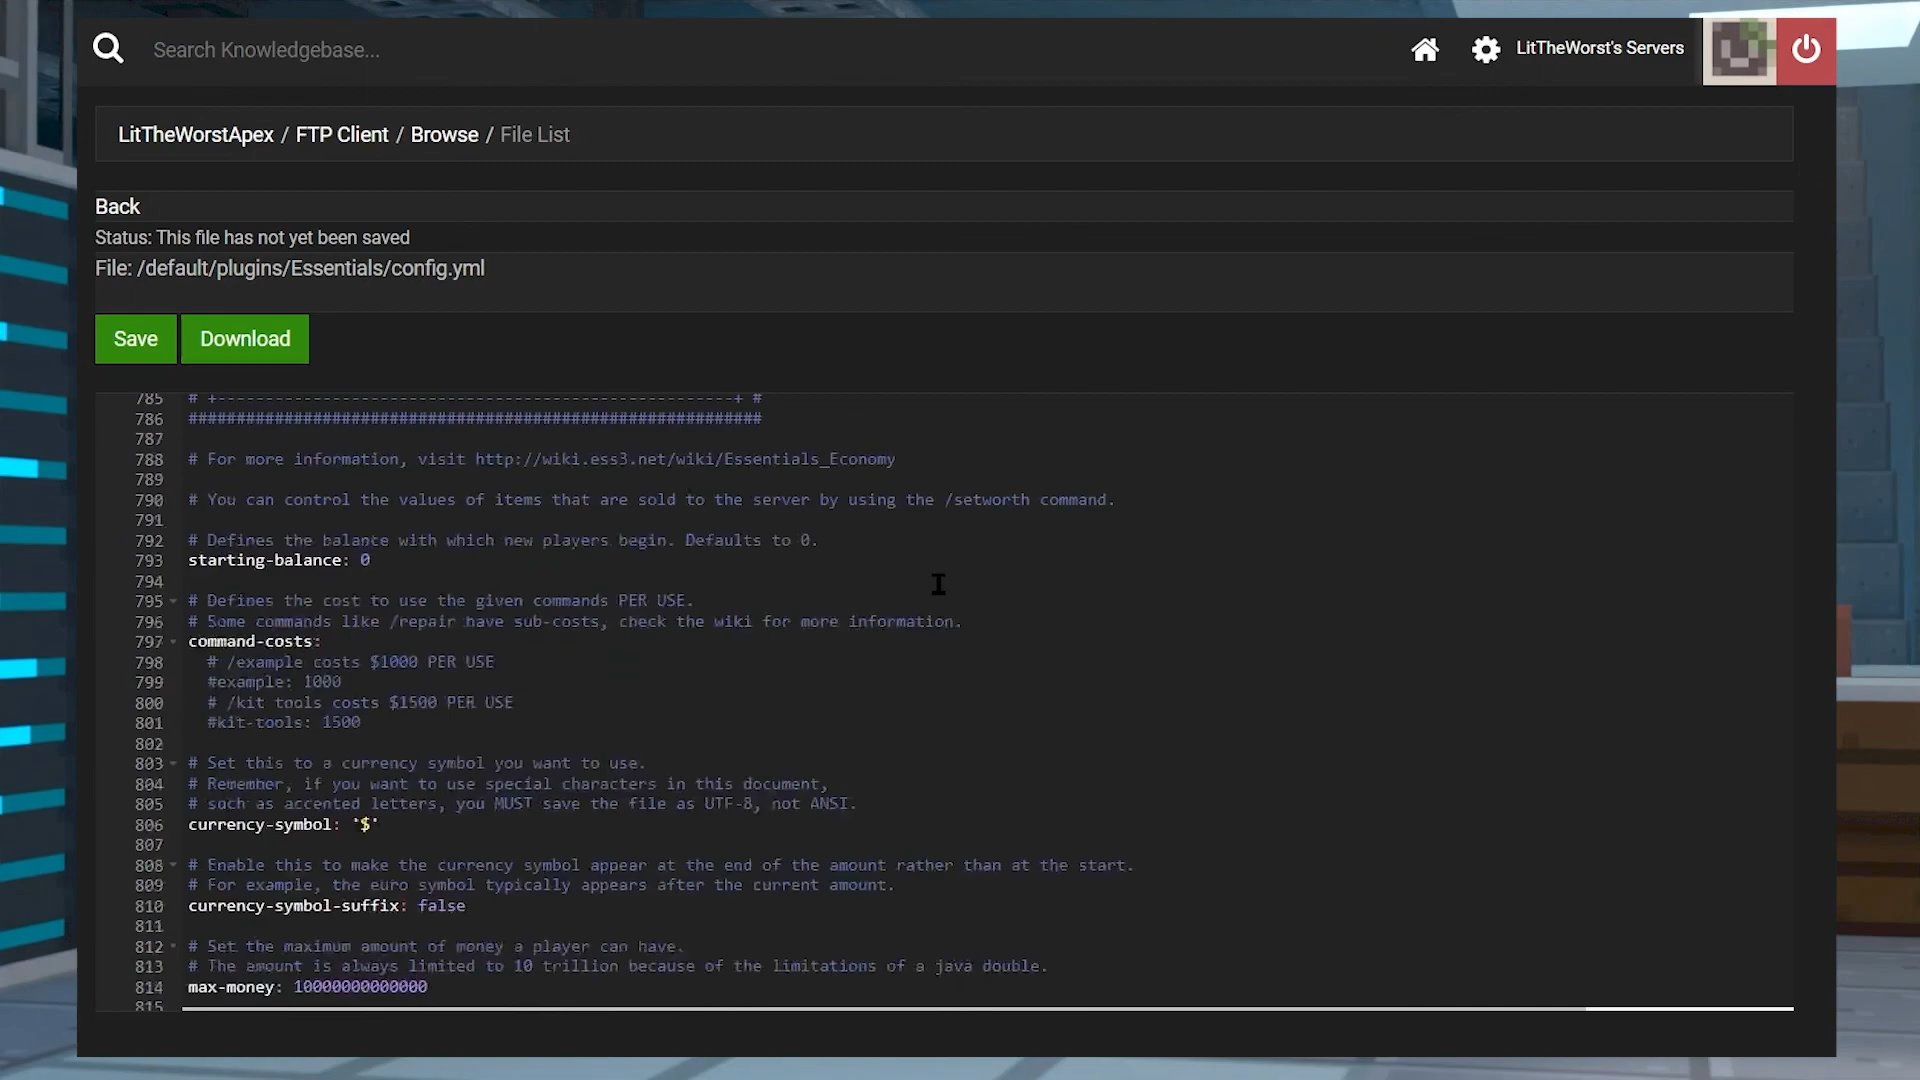 Search Knowledgebase...
LitTheWorst's Servers
LitTheWorstApex / FTP Client / Browse / File List
Back
Status: This file has not yet been saved
File: /default/plugins/Essentials/config.yml
Save
Download
785 # +------------------------------------------------------+ #
786 ############################################################
787
788 # For more information, visit http://wiki.ess3.net/wiki/Essentials_Economy
789
790 # You can control the values of items that are sold to the server by using the /setworth command.
791
792 # Defines the balance with which new players begin. Defaults to 0.
793 starting-balance: 0
794
795 # Defines the cost to use the given commands PER USE.
796 # Some commands like /repair have sub-costs, check the wiki for more information.
797 command-costs:
798 # /example costs $1000 PER USE
799 #example: 1000
800 # /kit tools costs $1500 PER USE
801 #kit-tools: 1500
802
803 # Set this to a currency symbol you want to use.
804 # Remember, if you want to use special characters in this document,
805 # such as accented letters, you MUST save the file as UTF-8, not ANSI.
806 currency-symbol: '$'
807
808 # Enable this to make the currency symbol appear at the end of the amount rather than at the start.
809 # For example, the euro symbol typically appears after the current amount.
810 currency-symbol-suffix: false
811
812 # Set the maximum amount of money a player can have.
813 # The amount is always limited to 10 trillion because of the limitations of a java double.
814 max-money: 10000000000000
815